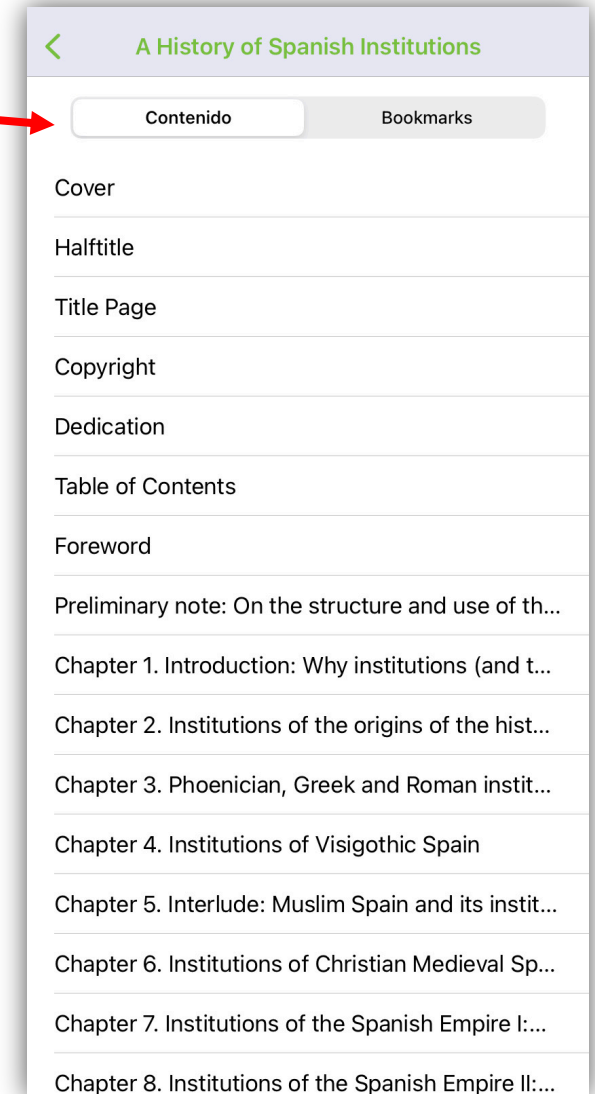 A History of Spanish Institutions
Contenido Bookmarks
Cover
Halftitle
Title Page
Copyright
Dedication
Table of Contents
Foreword
Preliminary note: On the structure and use of th...
Chapter 1. Introduction: Why institutions (and t...
Chapter 2. Institutions of the origins of the hist...
Chapter 3. Phoenician, Greek and Roman instit...
Chapter 4. Institutions of Visigothic Spain
Chapter 5. Interlude: Muslim Spain and its instit...
Chapter 6. Institutions of Christian Medieval Sp...
Chapter 7. Institutions of the Spanish Empire I:...
Chapter 8. Institutions of the Spanish Empire II:...